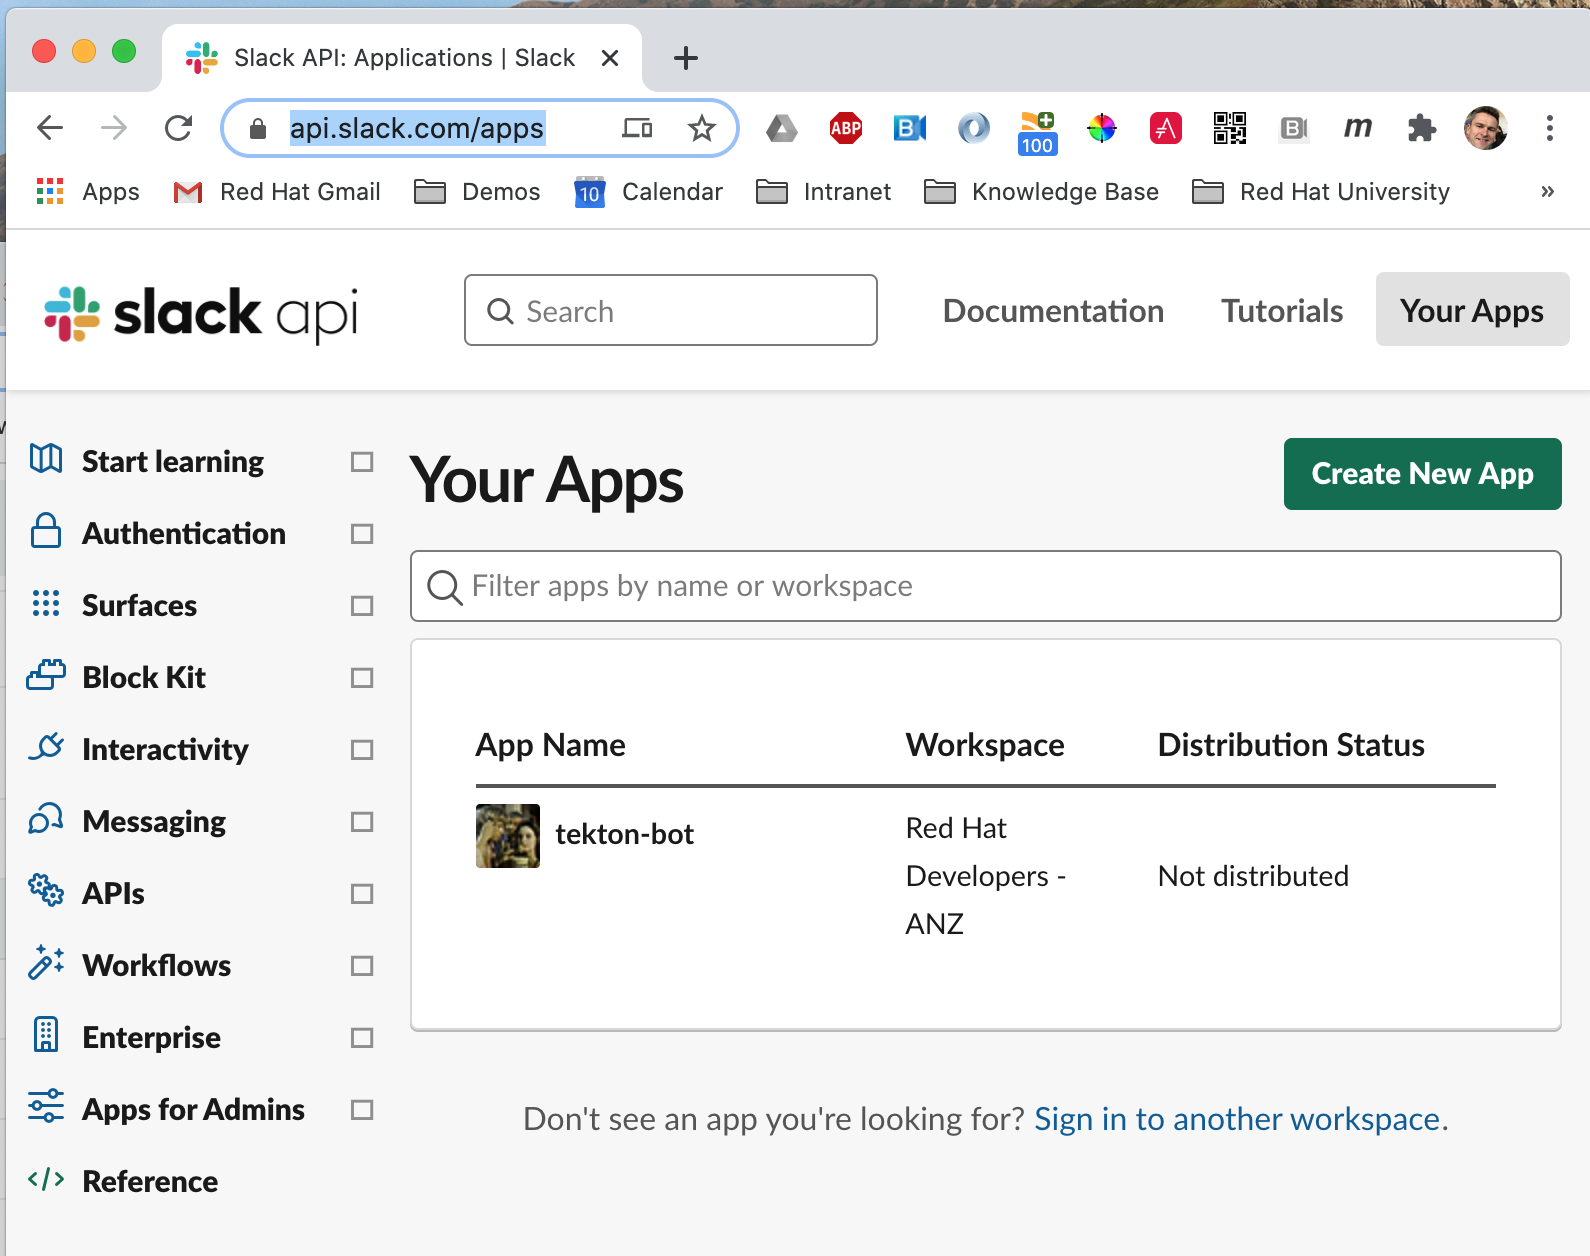 Slack API: Applications | Slack
api.slack.com/apps
ABP
B
100
B
m
Apps
Red Hat Gmail
Demos
10
Calendar
Intranet
Knowledge Base
Red Hat University
»
slack api
Search
Documentation
Tutorials
Your Apps
Start learning
Authentication
Surfaces
Block Kit
Interactivity
Messaging
APIs
Workflows
Enterprise
Apps for Admins
</> Reference
Your Apps
Create New App
Filter apps by name or workspace
App Name Workspace Distribution Status
tekton-bot
Red Hat
Developers -
ANZ
Not distributed
Don't see an app you're looking for? Sign in to another workspace.